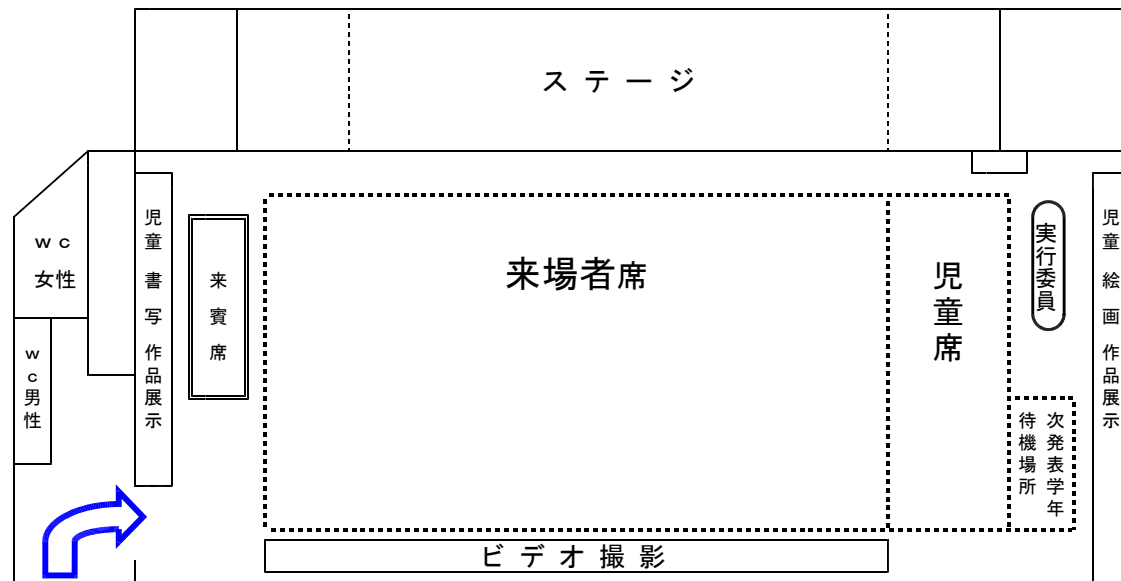 ステージ
ｗｃ
女性
ｗｃ男性
児童 書 写 作品展示
来賓席
来場者席
児童席
実行委員
次発表学年
待機場所
児童 絵 画 作品展示
ビデオ撮影